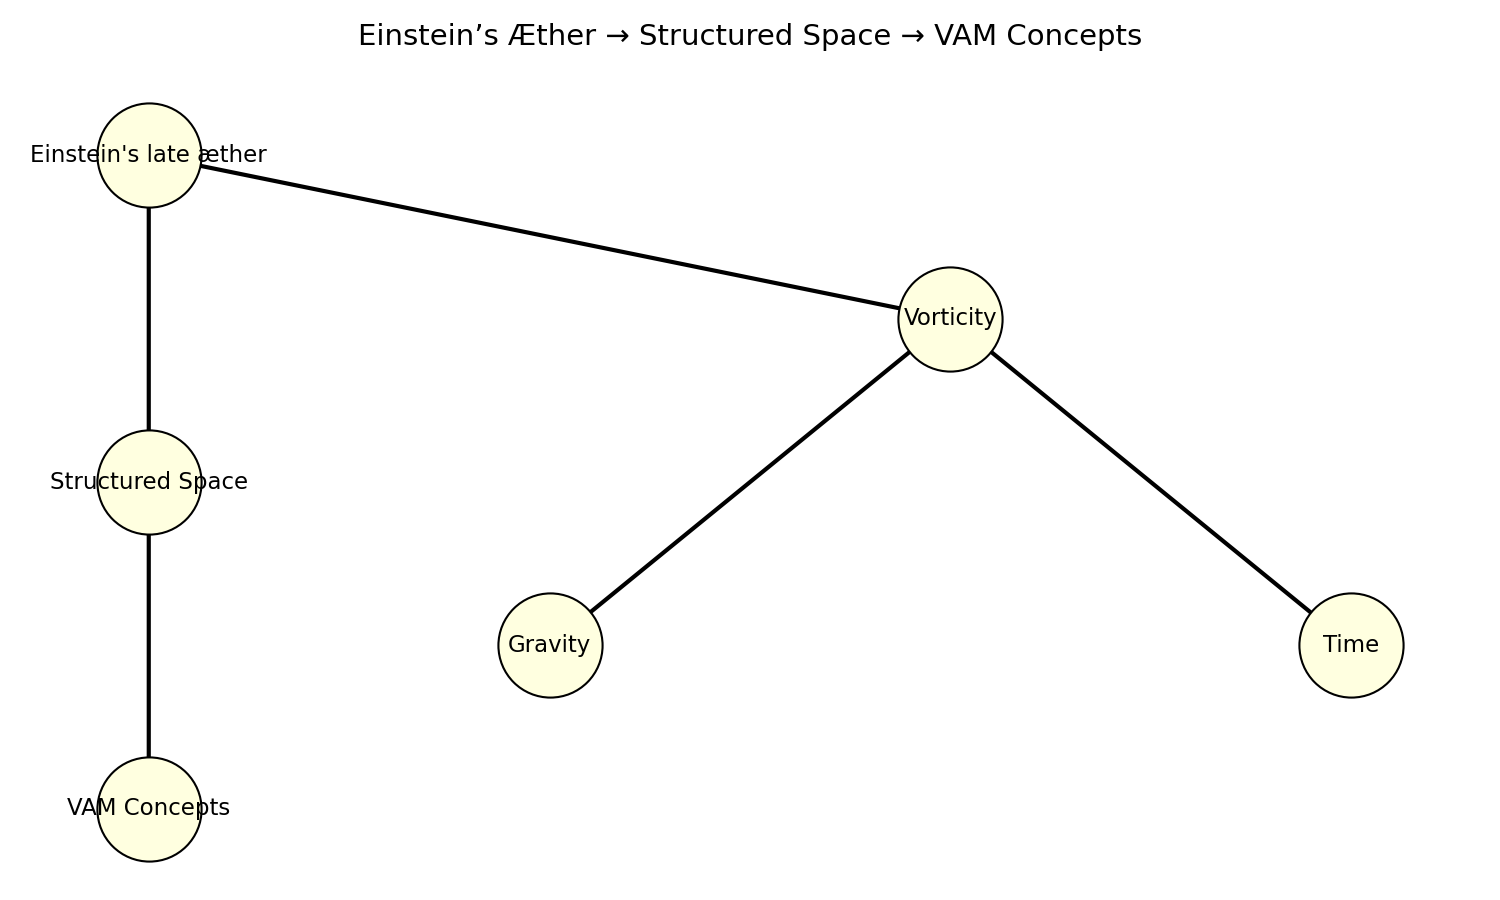 Einstein’s Æther → Structured Space → VAM Concepts
Einstein's late æther
Vorticity
Structured Space
Gravity
Time
VAM Concepts